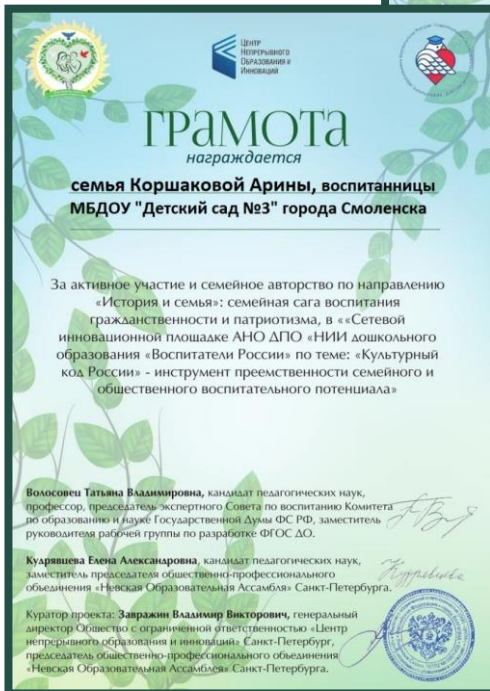 Центр
Непрерывного
Образования и
Инноваций
ГРАМОТА
награждается
семья Коршаковой Арины, воспитанницы
МБДОУ "Детский сад №3" города Смоленска
За активное участие и семейное авторство по направлению
«История и семья»: семейная сага воспитания
гражданственности и патриотизма, в ««Сетевой
инновационной площадке АНО ДПО «НИИ дошкольного
образования «Воспитатели России» по теме: «Культурный
код России» - инструмент преемственности семейного и
общественного воспитательного потенциала»
Волосовец Татьяна Владимировна, кандидат педагогических наук,
профессор, председатель экспертного Совета по воспитанию Комитета
по образованию и науке Государственной Думы ФС РФ, заместитель
руководителя рабочей группы по разработке ФГОС ДО.
Кудрявцева Елена Александровна, кандидат педагогических наук,
заместитель председателя общественно-профессионального
объединения «Невская Образовательная Ассамбля» Санкт-Петербурга.
Куратор проекта: Завражин Владимир Викторович, генеральный
директор Общество с ограниченной ответственностью «Центр
непрерывного образования и инноваций» Санкт-Петербург,
председатель общественно-профессионального объединения
«Невская Образовательная Ассамблея» Санкт-Петербурга.